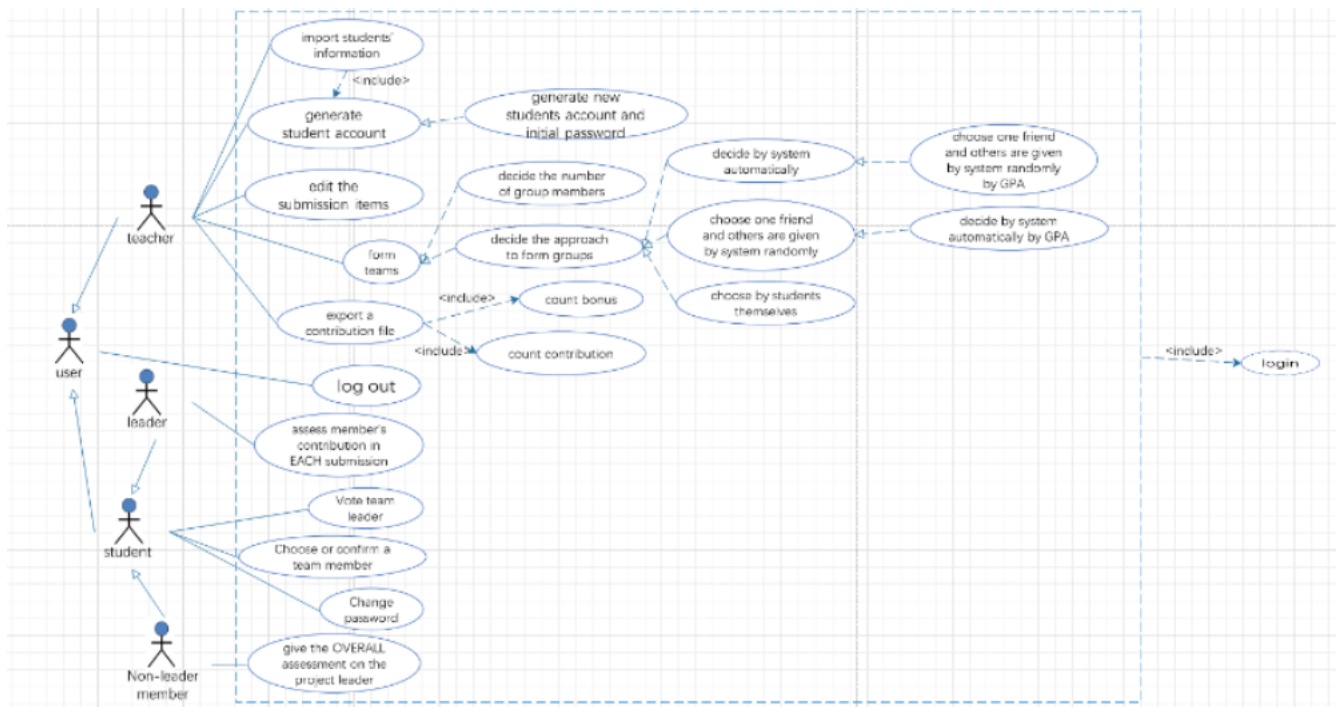 import students'
information
<include>
generate
student account
generate new
students account and
initial password
edit the
submission items
decide the number
of group members
decide by system
automatically
choose one friend
and others are given
by system randomly
by GPA
teacher
form
teams
decide the approach
to form groups
choose one friend
and others are given
by system randomly
decide by system
automatically by GPA
choose by students
themselves
export a
contribution file
<include>
count bonus
<include>
count contribution
user
log out
<include>
login
leader
assess member's
contribution in
EACH submission
Vote team
leader
student
Choose or confirm a
team member
Change
password
Non-leader
member
give the OVERALL
assessment on the
project leader